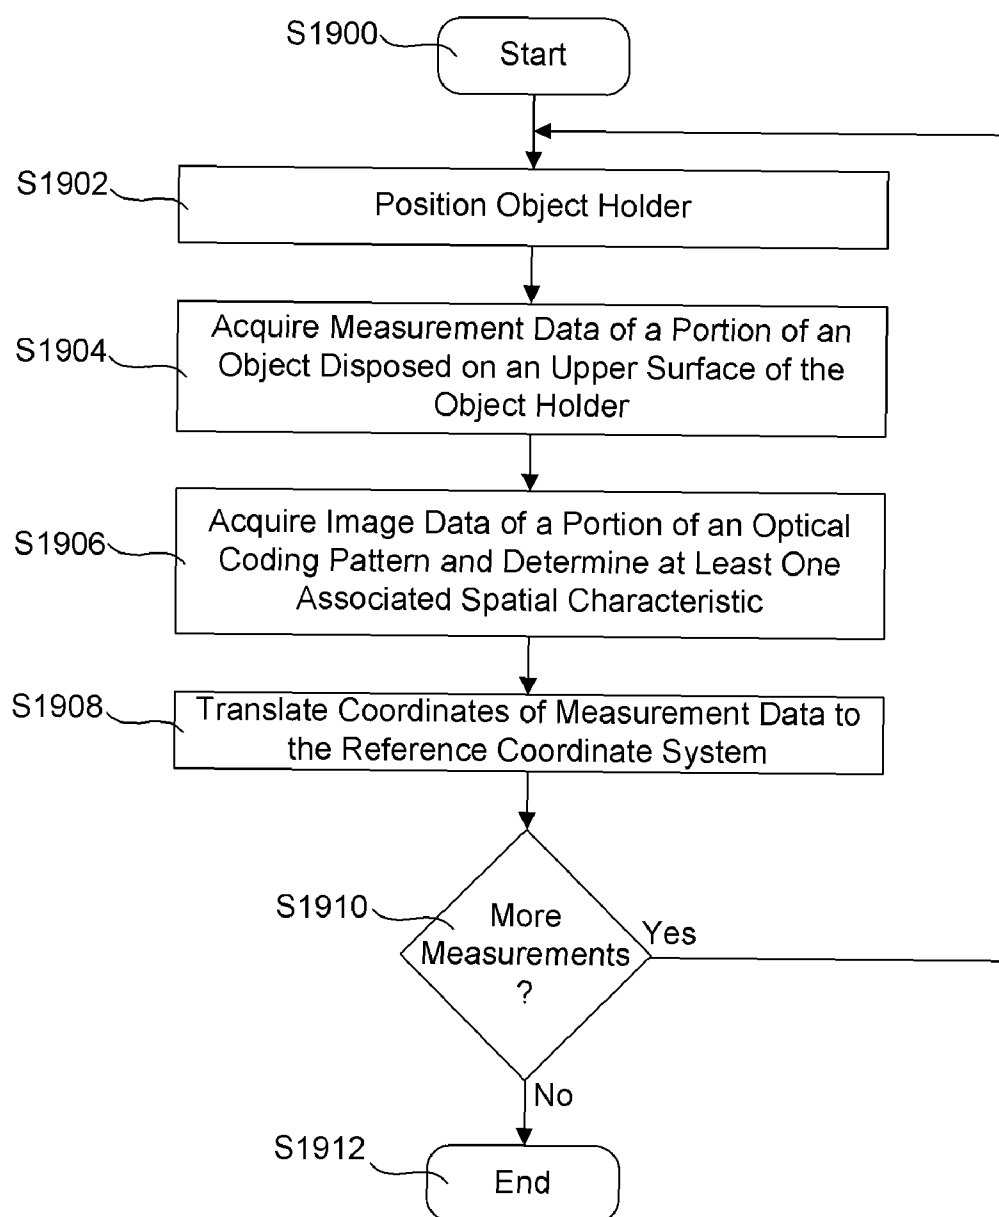 S1900
Start
S1902
Position Object Holder
S1904
Acquire Measurement Data of a Portion of an
Object Disposed on an Upper Surface of the
Object Holder
S1906
Acquire Image Data of a Portion of an Optical
Coding Pattern and Determine at Least One
Associated Spatial Characteristic
S1908
Translate Coordinates of Measurement Data to
the Reference Coordinate System
S1910
More
Measurements
?
Yes
No
S1912
End